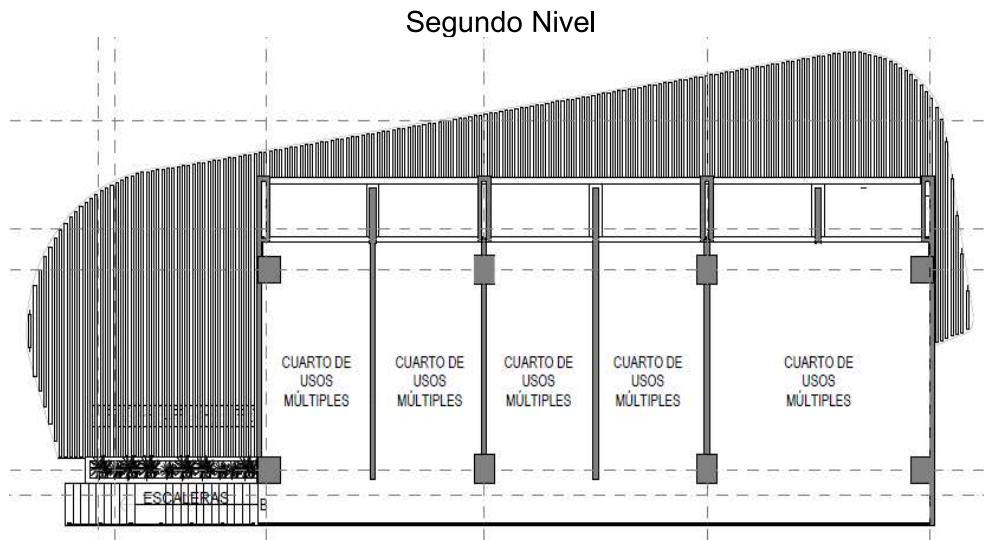 Segundo Nivel
CUARTO DE
USOS
MÚLTIPLES
CUARTO DE
USOS
MÚLTIPLES
CUARTO DE
USOS
MÚLTIPLES
CUARTO DE
USOS
MÚLTIPLES
CUARTO DE
USOS
MÚLTIPLES
ESCALERAS
B